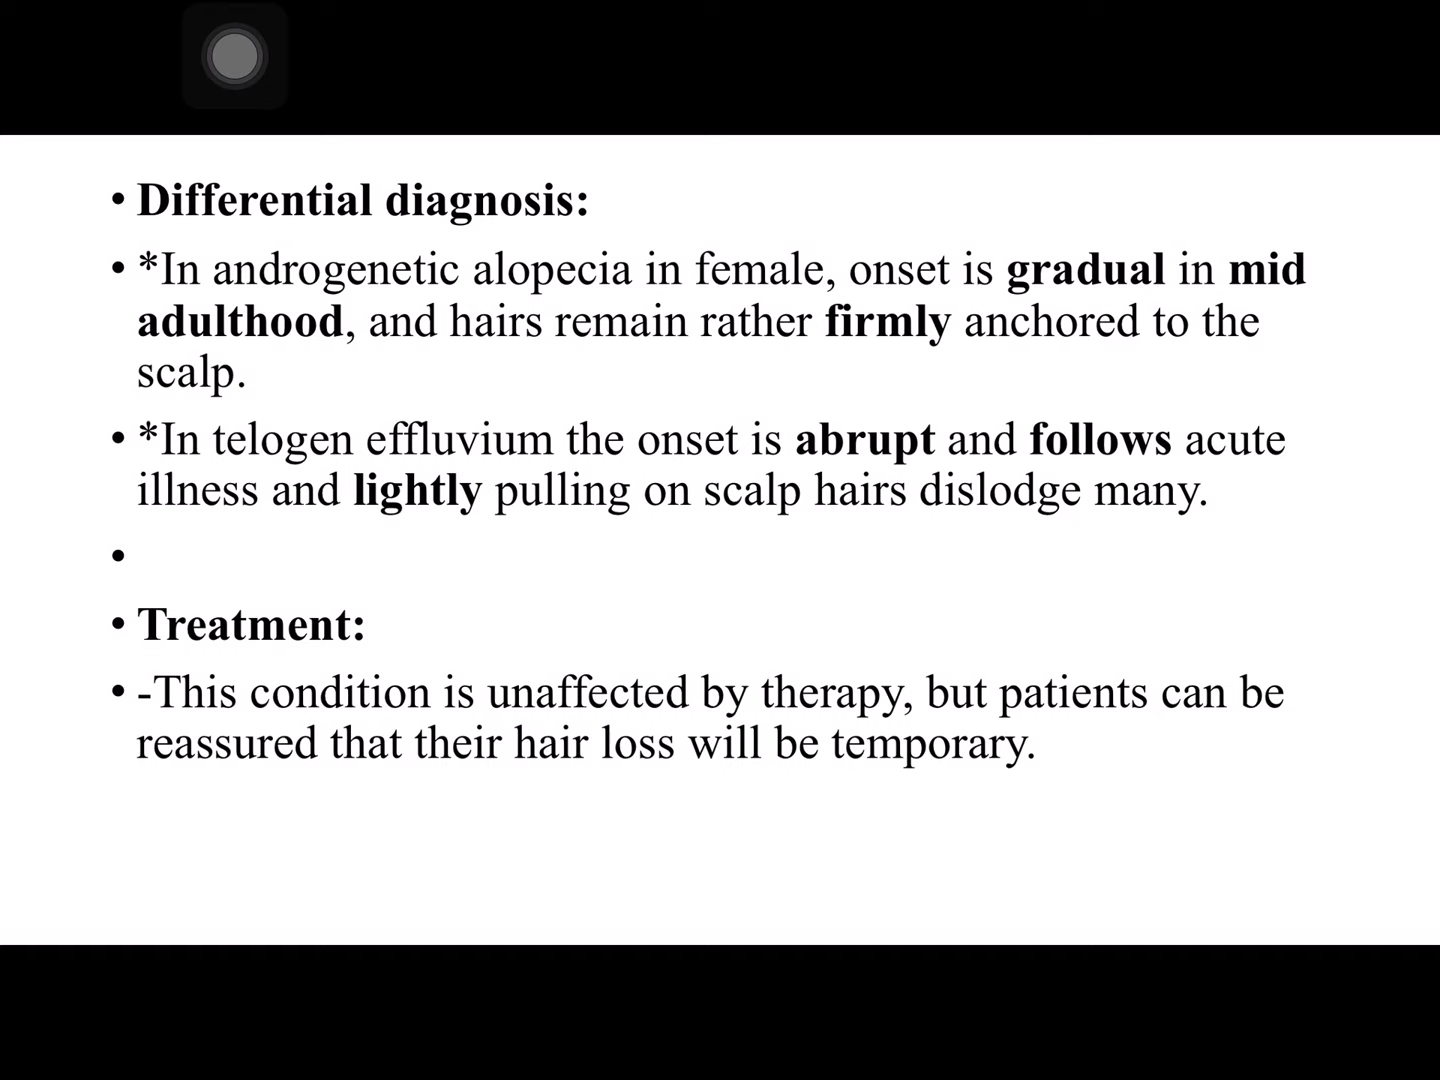 • Differential diagnosis:
• *In androgenetic alopecia in female, onset is gradual in mid
adulthood, and hairs remain rather firmly anchored to the
scalp.
• *In telogen effluvium the onset is abrupt and follows acute
illness and lightly pulling on scalp hairs dislodge many.
•
• Treatment:
• -This condition is unaffected by therapy, but patients can be
reassured that their hair loss will be temporary.